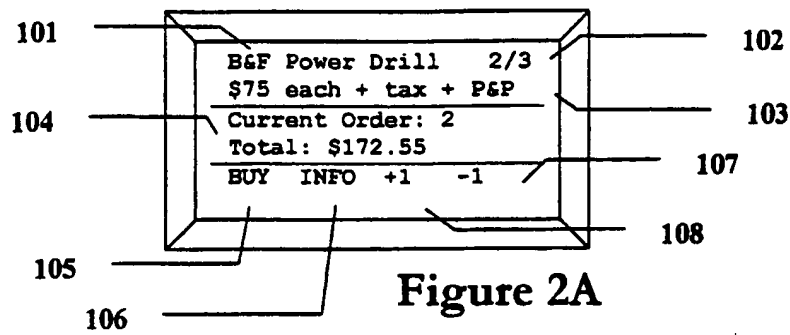 101
B&F Power Drill 2/3
102
$75 each + tax + P&P
103
104
Current Order: 2
Total: $172.55
107
BUY INFO +1 -1
108
105
106
Figure 2A